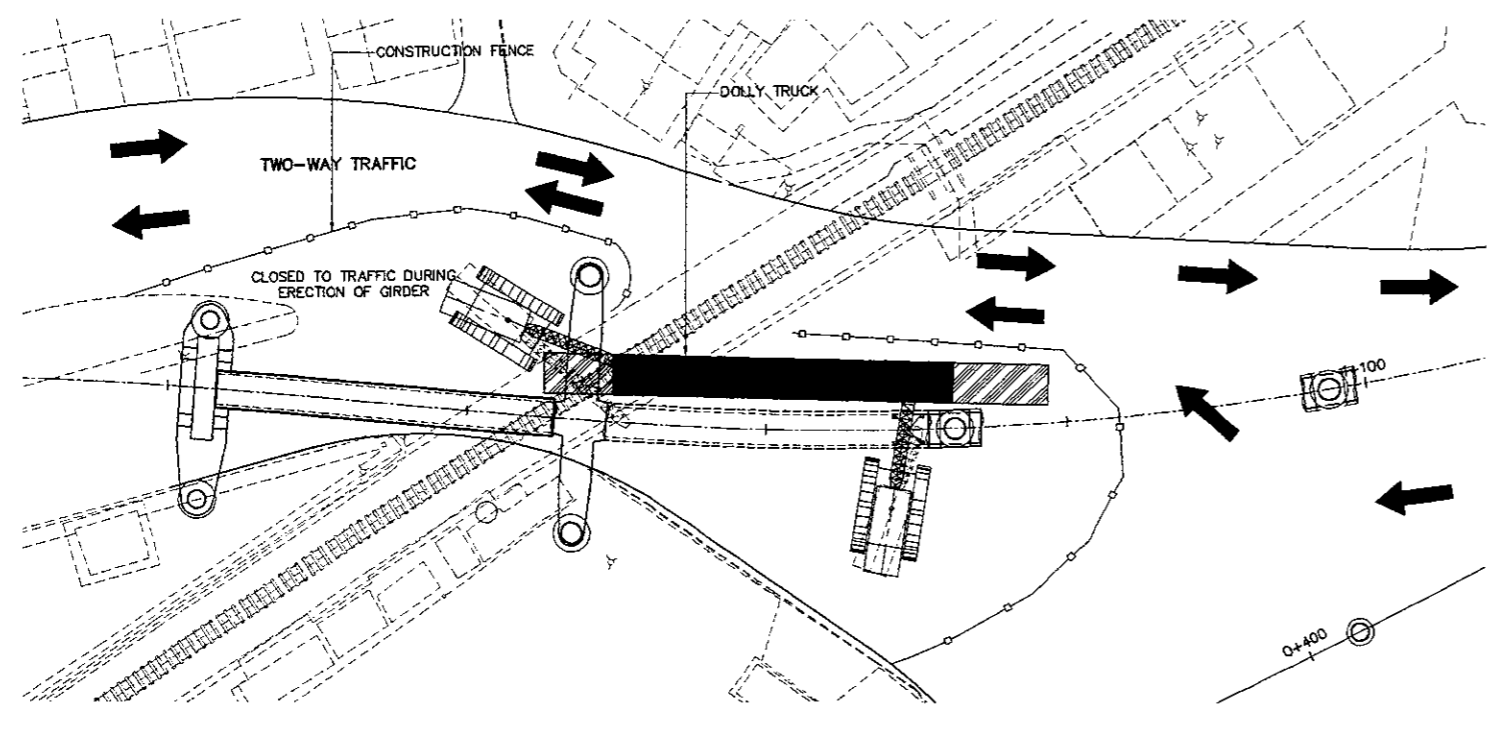 CONSTRUCTION FENCE
DOLLY TRUCK
TWO-WAY TRAFFIC
CLOSED TO TRAFFIC DURING
ERECTION OF GIRDER
100
0+400